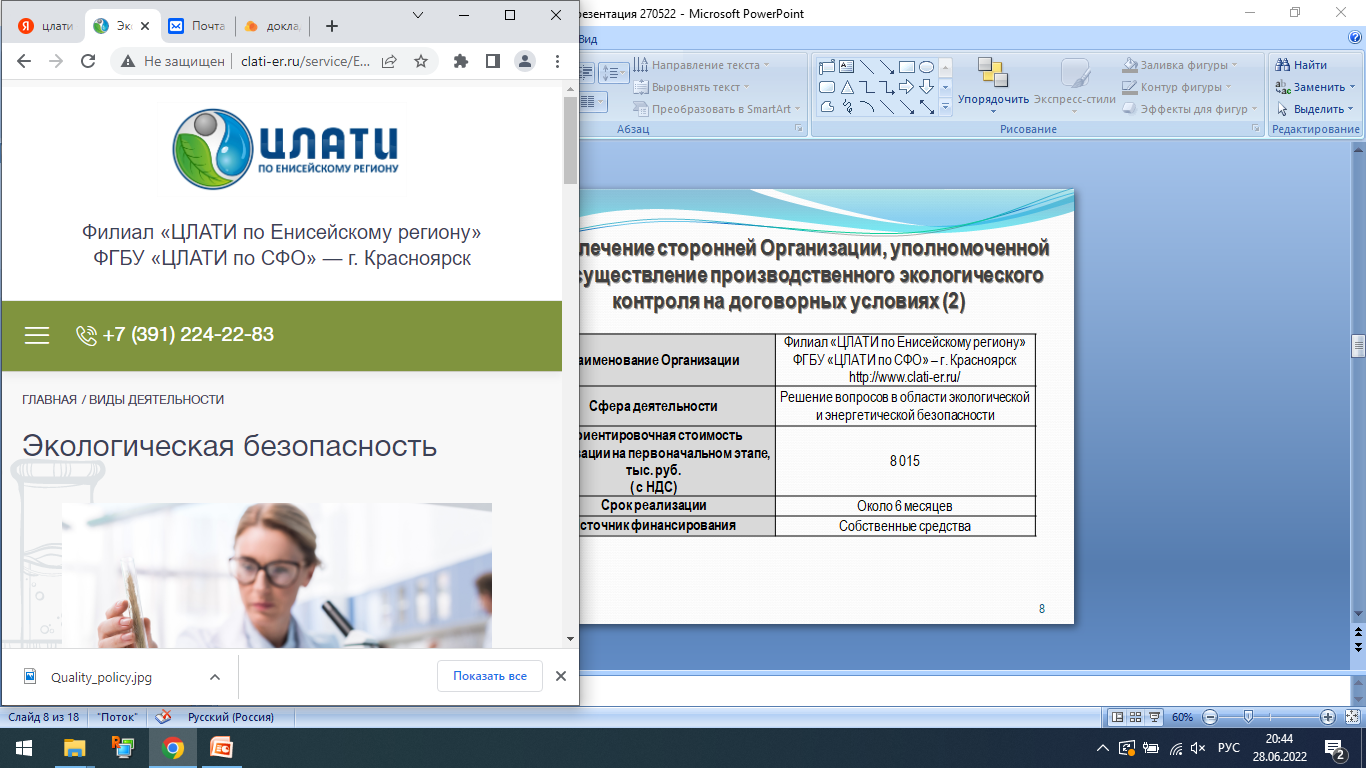 цлати
Эк
Почта
докла
Не защищен
clati-er.ru/service/E...
ЦЛАТИ
ПО ЕНИСЕЙСКОМУ РЕГИОНУ
Филиал «ЦЛАТИ по Енисейскому региону»
ФГБУ «ЦЛАТИ по СФО» — г. Красноярск
+7 (391) 224-22-83
ГЛАВНАЯ / ВИДЫ ДЕЯТЕЛЬНОСТИ
Экологическая безопасность
Quality_policy.jpg
Показать все
резентация 270522 - Microsoft PowerPoint
Вид
Направление текста
Выровнять текст
Преобразовать в SmartArt
Абзац
Упорядочить
Экспресс-стили
Заливка фигуры
Контур фигуры
Эффекты для фигур
Рисование
Найти
Заменить
Выделить
Редактирование
лечение сторонней Организации, уполномоченной
существление производственного экологического
контроля на договорных условиях (2)
аименование Организации
Филиал «ЦЛАТИ по Енисейскому региону»
ФГБУ «ЦЛАТИ по СФО» – г. Красноярск
http://www.clati-er.ru/
Сфера деятельности
Решение вопросов в области экологической
и энергетической безопасности
риентировочная стоимость
зации на первоначальном этапе,
тыс. руб.
( с НДС)
8 015
Срок реализации
Около 6 месяцев
сточник финансирования
Собственные средства
8
Слайд 8 из 18
"Поток"
Русский (Россия)
60%
РУС
20:44
28.06.2022
2